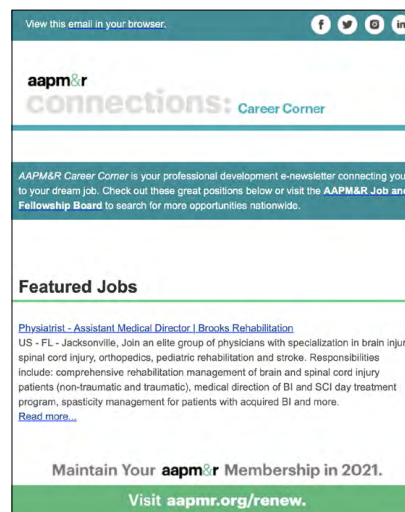 View this email in your browser.
aapm&r
connections: Career Corner
AAPM&R Career Corner is your professional development e-newsletter connecting you
to your dream job. Check out these great positions below or visit the AAPM&R Job and
Fellowship Board to search for more opportunities nationwide.
Featured Jobs
Physiatrist - Assistant Medical Director | Brooks Rehabilitation
US - FL - Jacksonville, Join an elite group of physicians with specialization in brain injur
spinal cord injury, orthopedics, pediatric rehabilitation and stroke. Responsibilities
include: comprehensive rehabilitation management of brain and spinal cord injury
patients (non-traumatic and traumatic), medical direction of BI and SCI day treatment
program, spasticity management for patients with acquired BI and more.
Read more...
Maintain Your aapm&r Membership in 2021.
Visit aapmr.org/renew.